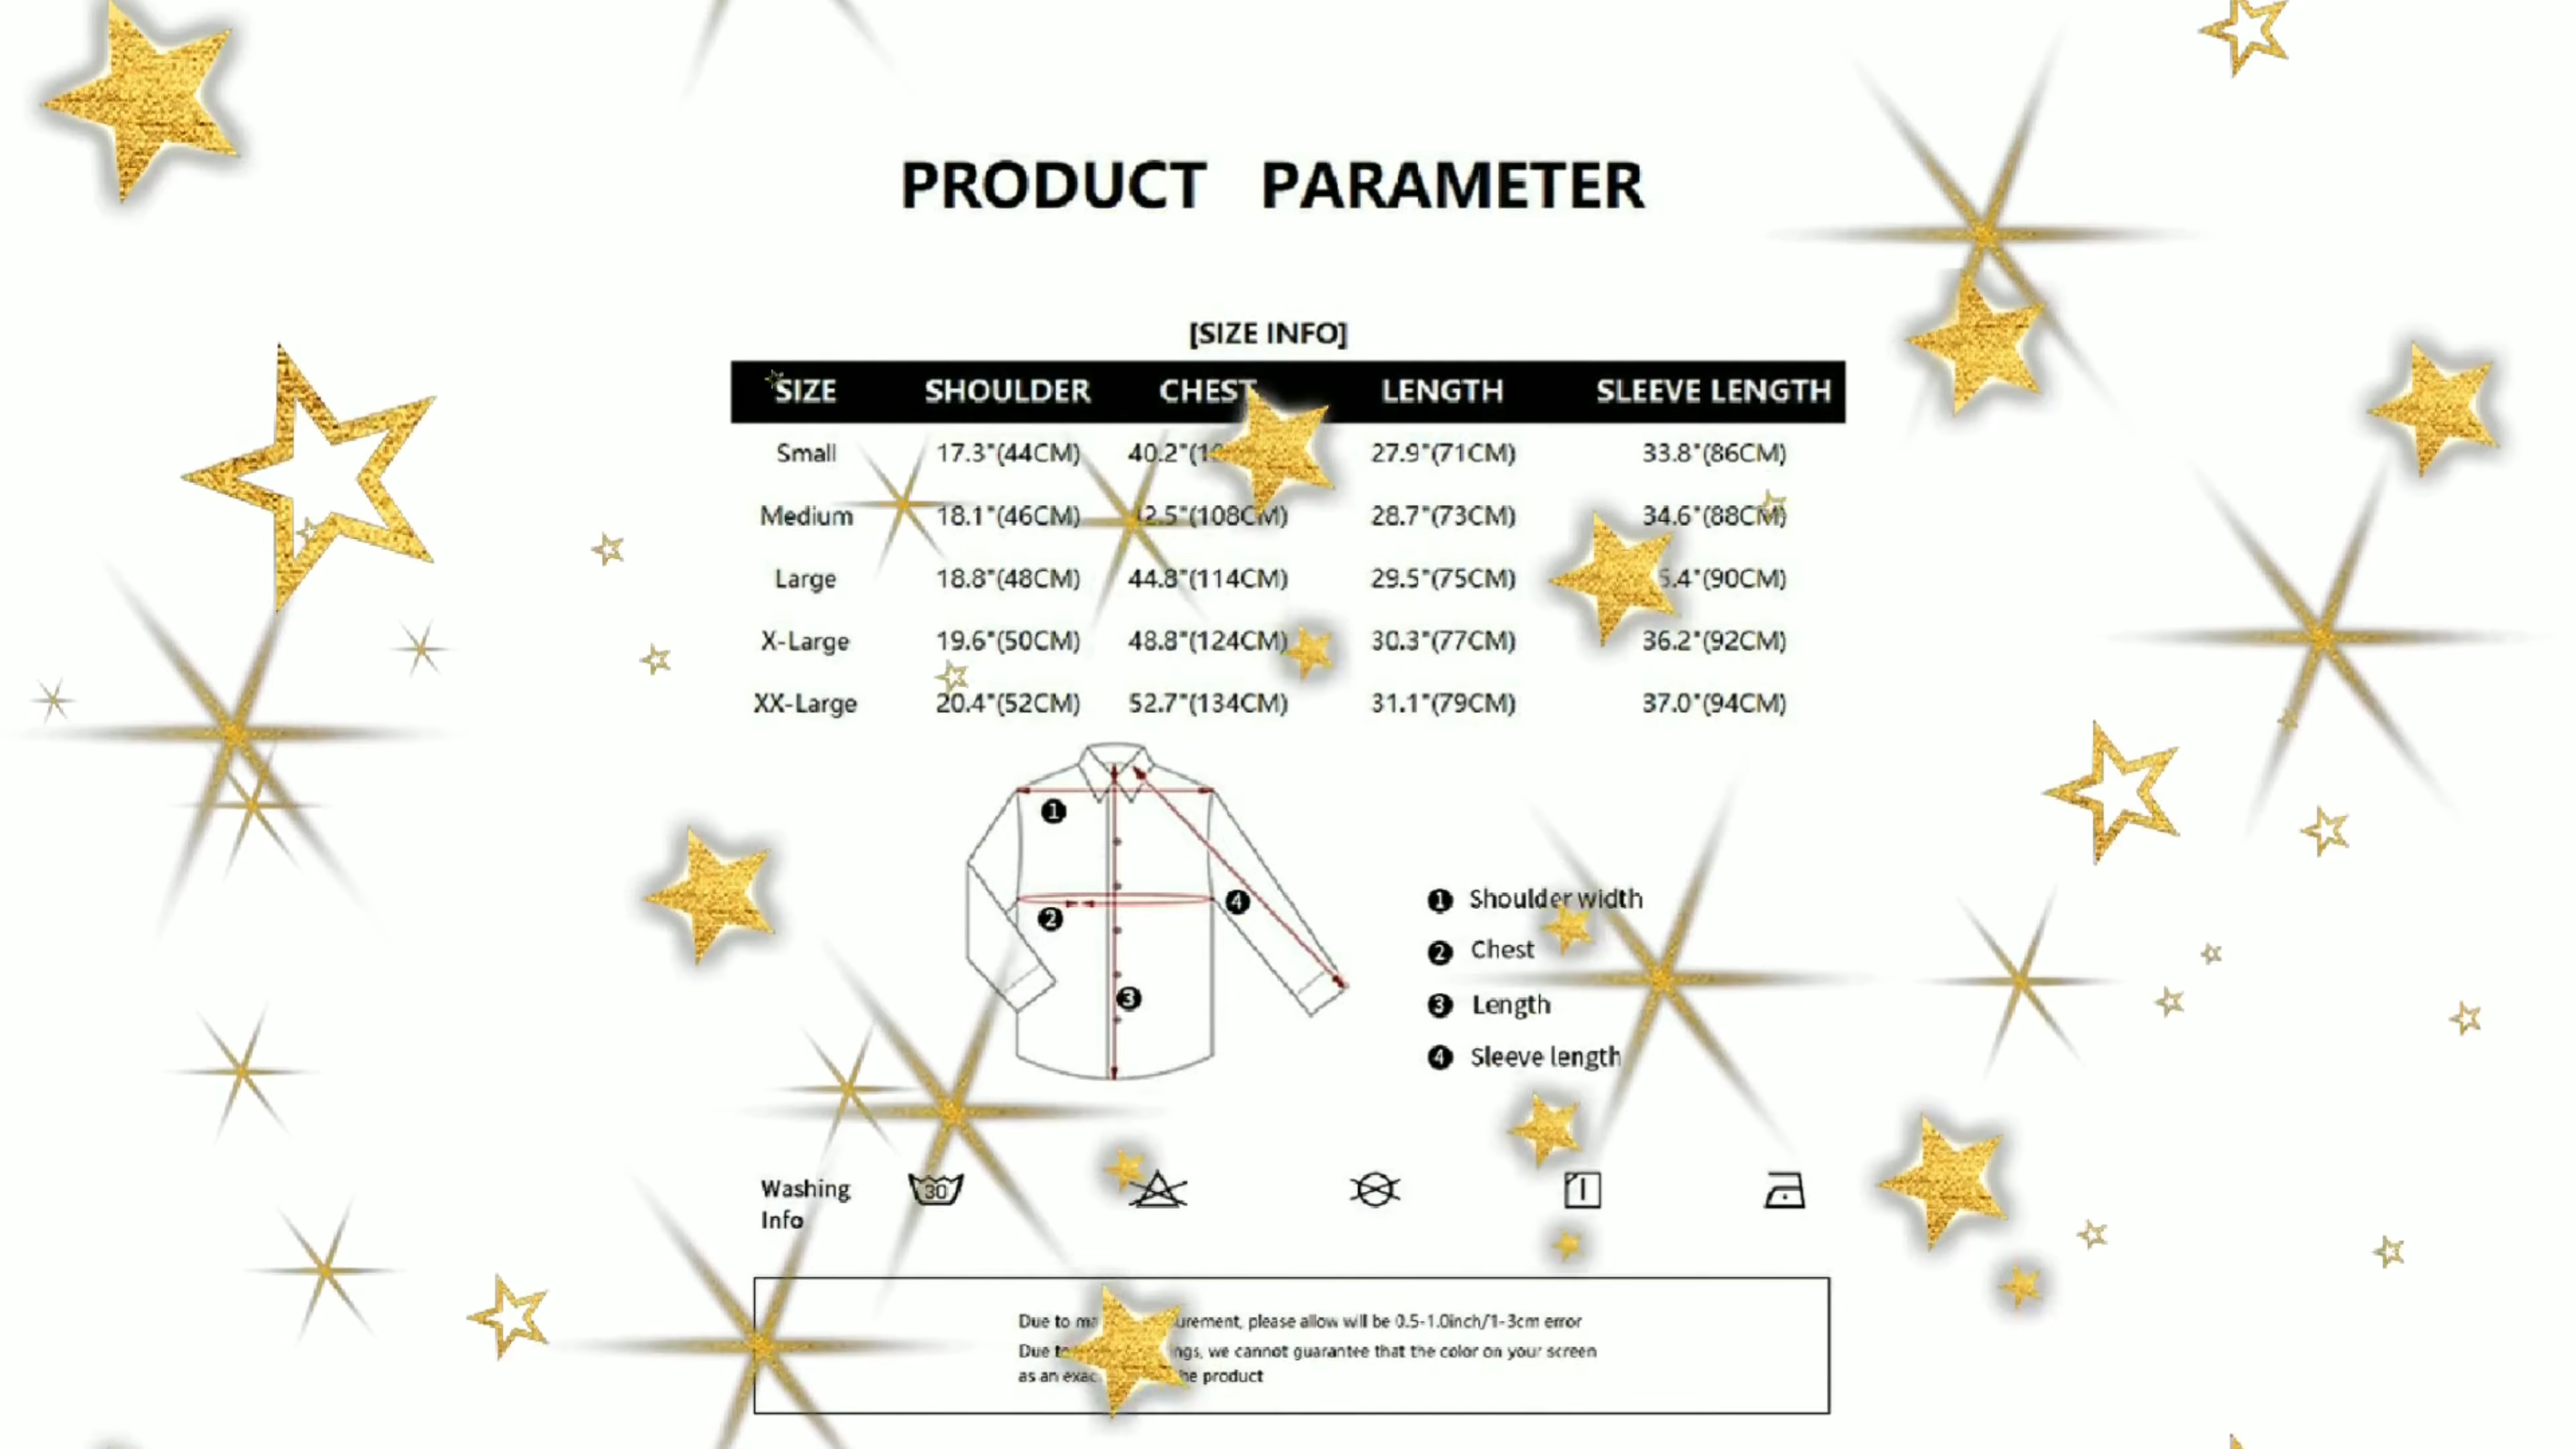 PRODUCT PARAMETER
[SIZE INFO]
SIZE SHOULDER CHEST LENGTH SLEEVE LENGTH
Small 17.3"(44CM) 27.9"(71CM) 33.8"(86CM)
Medium 18.1"(46CM) 28.7"(73CM) 34.6"(88CM)
Large 18.8"(48CM) 44.8"(114CM) 29.5"(75CM)
X-Large 19.6"(50CM) 48.8"(124CM) 30.3"(77CM) 36.2"(92CM)
XX-Large 20.4"(52CM) 52.7"(134CM) 31.1"(79CM) 37.0"(94CM)
1
2
4
3
1 Shoulder width
2 Chest
3 Length
4 Sleeve length
Washing
Info
30
Due to please allow will be 0.5-1.0inch/1-3cm error
Due we cannot guarantee that the color on your screen
as an product